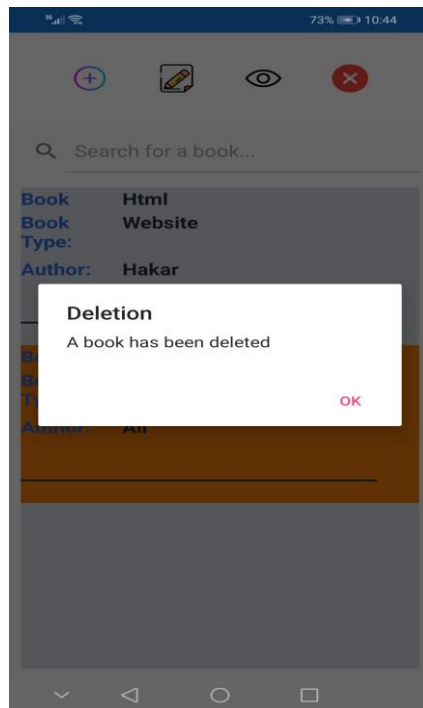 73% 10:44
Search for a book...
Book Html
Book Website
Type:
Author: Hakar
Deletion
A book has been deleted
OK
Author: Ali